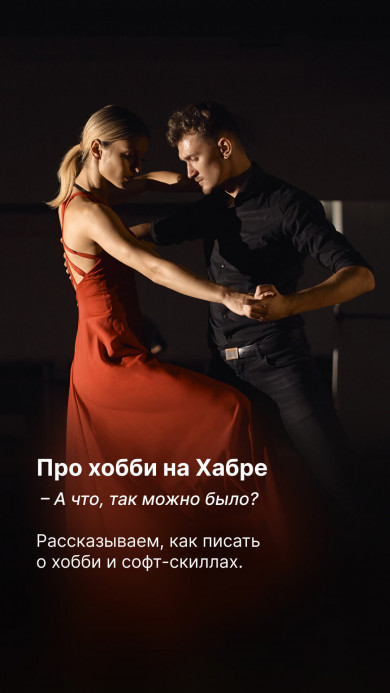 Про хобби на Хабре
– А что, так можно было?
Рассказываем, как писать
о хобби и софт-скиллах.